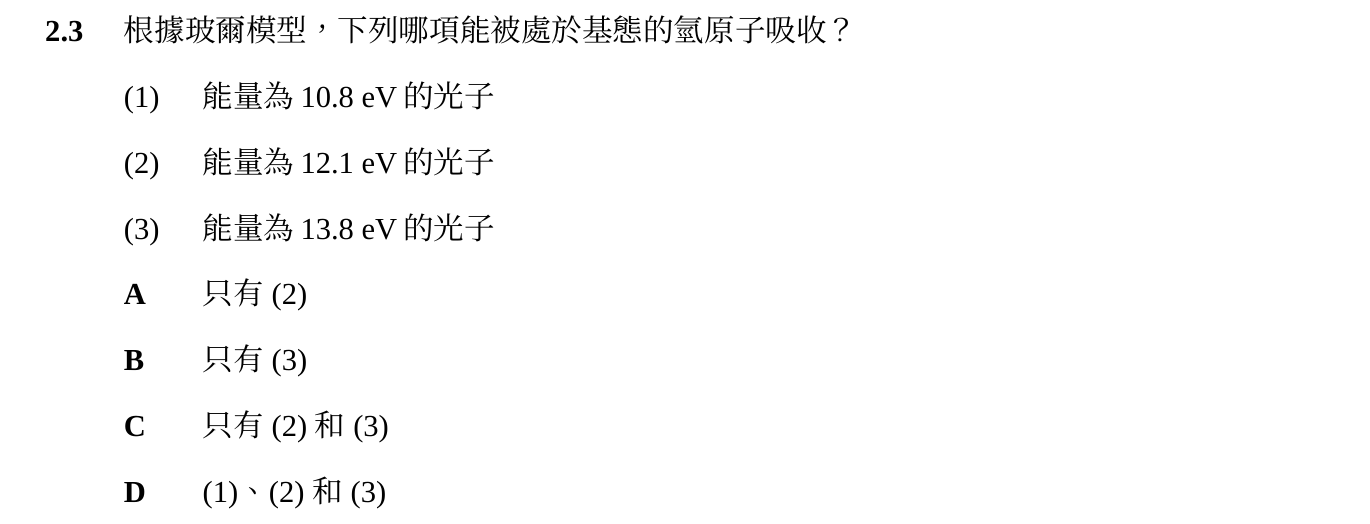 2.3 根據玻爾模型，下列哪項能被處於基態的氫原子吸收？
(1) 能量為 10.8 eV 的光子
(2) 能量為 12.1 eV 的光子
(3) 能量為 13.8 eV 的光子
A 只有 (2)
B 只有 (3)
C 只有 (2) 和 (3)
D (1)、(2) 和 (3)